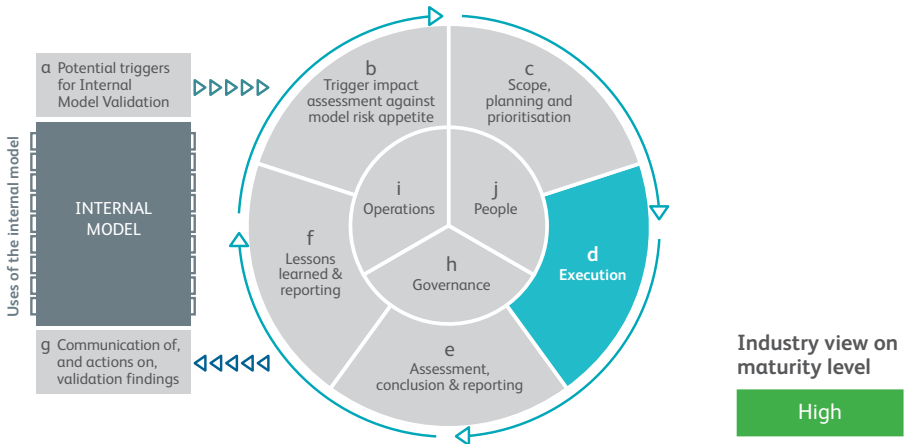 a Potential triggers
for Internal
Model Validation
Uses of the internal model
INTERNAL
MODEL
g Communication of,
and actions on,
validation findings
b
Trigger impact
assessment against
model risk appetite
c
Scope,
planning and
prioritisation
d
Execution
e
Assessment,
conclusion & reporting
f
Lessons
learned &
reporting
i
Operations
j
People
h
Governance
Industry view on
maturity level
High